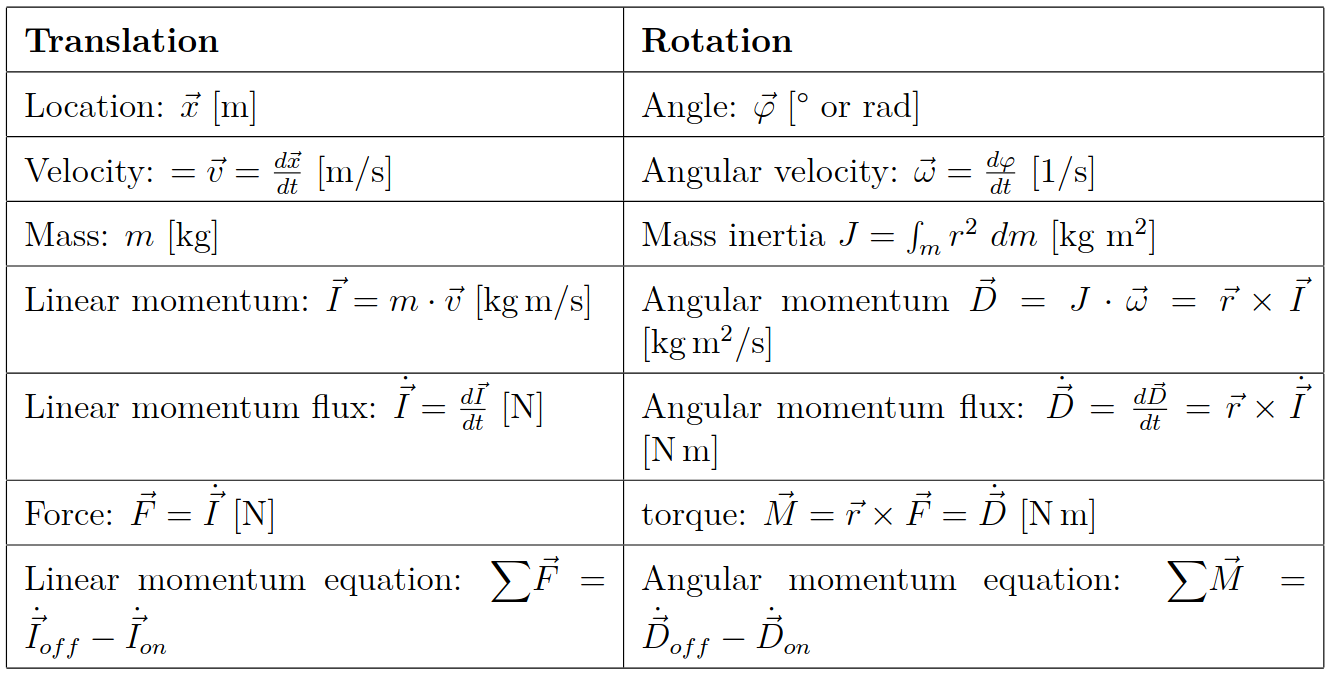 Translation
Rotation
Location: $\vec{x}$ [m]
Angle: $\vec{\varphi}$ [° or rad]
Velocity: $= \vec{v} = \frac{d\vec{x}}{dt}$ [m/s]
Angular velocity: $\vec{\omega} = \frac{d\varphi}{dt}$ [1/s]
Mass: $m$ [kg]
Mass inertia $J = \int_m r^2 \, dm$ [kg m$^2$]
Linear momentum: $\vec{I} = m \cdot \vec{v}$ [kg m/s]
Angular momentum $\vec{D} = J \cdot \vec{\omega} = \vec{r} \times \vec{I}$
[kg m$^2$/s]
Linear momentum flux: $\dot{\vec{I}} = \frac{d\vec{I}}{dt}$ [N]
Angular momentum flux: $\dot{\vec{D}} = \frac{d\vec{D}}{dt} = \vec{r} \times \dot{\vec{I}}$
[N m]
Force: $\vec{F} = \dot{\vec{I}}$ [N]
torque: $\vec{M} = \vec{r} \times \vec{F} = \dot{\vec{D}}$ [N m]
Linear momentum equation: $\sum \vec{F} =$
$\dot{\vec{I}}_{off} - \dot{\vec{I}}_{on}$
Angular momentum equation: $\sum \vec{M} =$
$\dot{\vec{D}}_{off} - \dot{\vec{D}}_{on}$